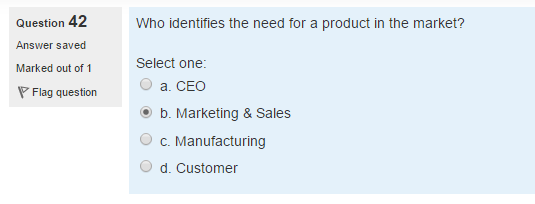 Question 42
Answer saved
Marked out of 1
Flag question
Who identifies the need for a product in the market?
Select one:
a. CEO
b. Marketing & Sales
c. Manufacturing
d. Customer